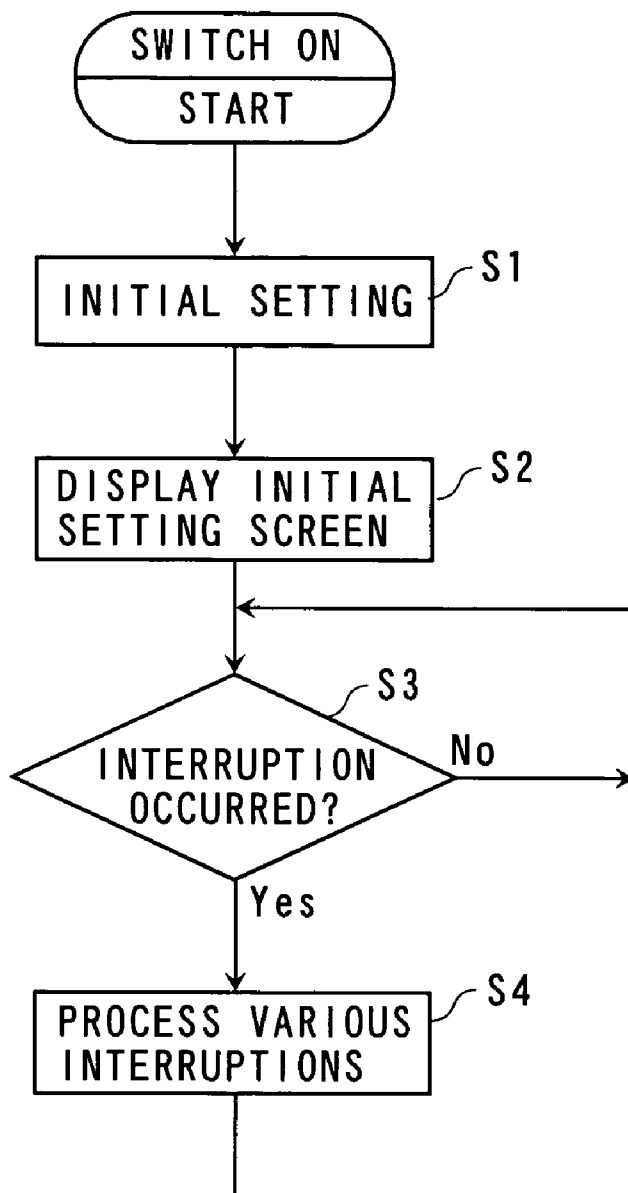 SWITCH ON
START
S1
INITIAL SETTING
S2
DISPLAY INITIAL
SETTING SCREEN
S3
INTERRUPTION
OCCURRED?
No
Yes
S4
PROCESS VARIOUS
INTERRUPTIONS